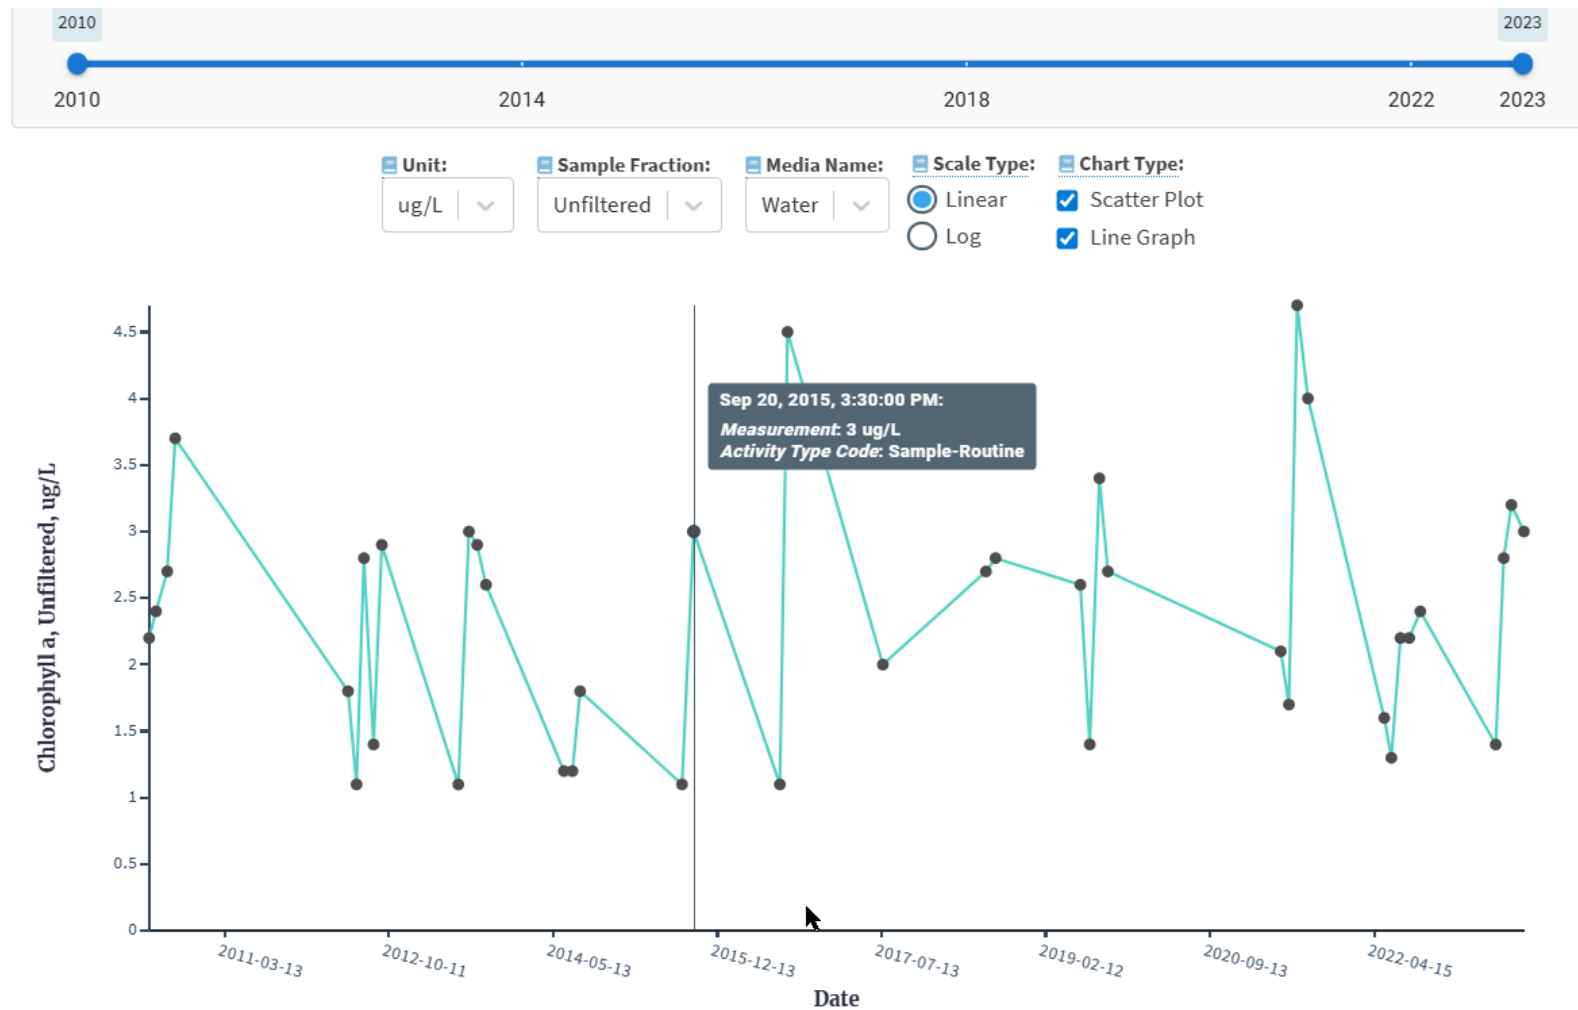 2010 2023
2010 2014 2018 2022 2023
Unit: Sample Fraction: Media Name: Scale Type: Chart Type:
ug/L Unfiltered Water Linear Scatter Plot
Log Line Graph
4.5
4
3.5
3
2.5
2
1.5
1
0.5
0
Chlorophyll a, Unfiltered, ug/L
Sep 20, 2015, 3:30:00 PM:
Measurement: 3 ug/L
Activity Type Code: Sample-Routine
2011-03-13 2012-10-11 2014-05-13 2015-12-13 2017-07-13 2019-02-12 2020-09-13 2022-04-15
Date